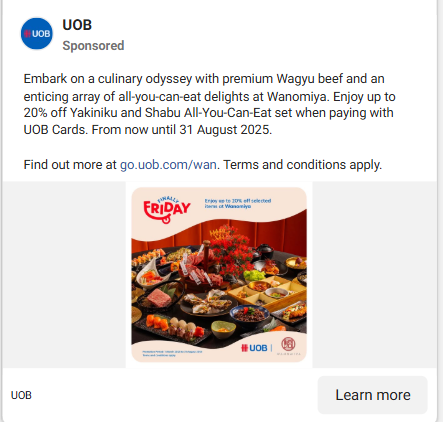 UOB
UOB
Sponsored
Embark on a culinary odyssey with premium Wagyu beef and an
enticing array of all-you-can-eat delights at Wanomiya. Enjoy up to
20% off Yakiniku and Shabu All-You-Can-Eat set when paying with
UOB Cards. From now until 31 August 2025.
Find out more at go.uob.com/wan. Terms and conditions apply.
FINALLY
FRIDAY
Enjoy up to 20% off selected
items at Wanomiya
UOB
WANOMIYA
UOB
Learn more